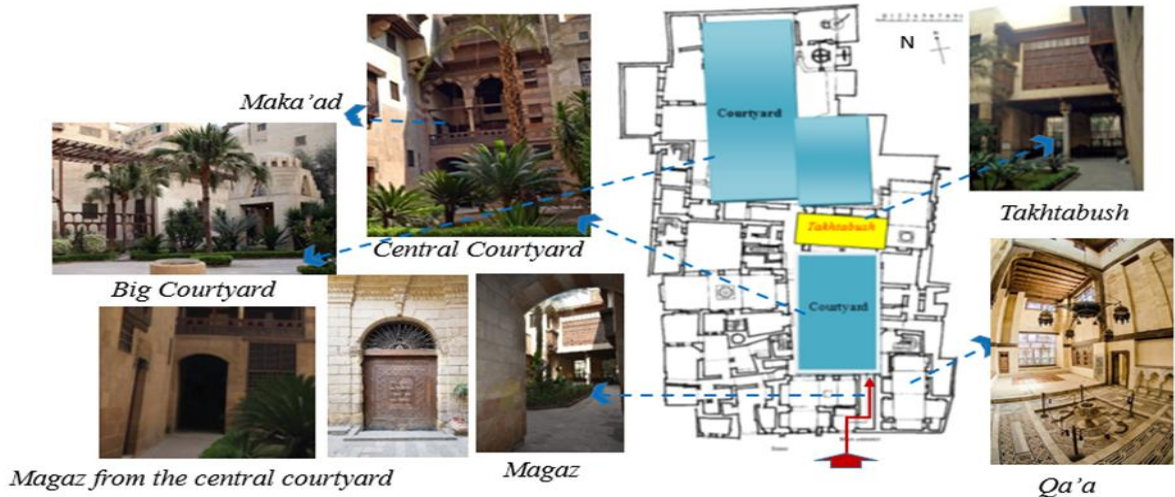 Maka’ad
Central Courtyard
Big Courtyard
Magaz from the central courtyard
Magaz
N
Courtyard
Takhtabush
Courtyard
Takhtabush
Qa’a